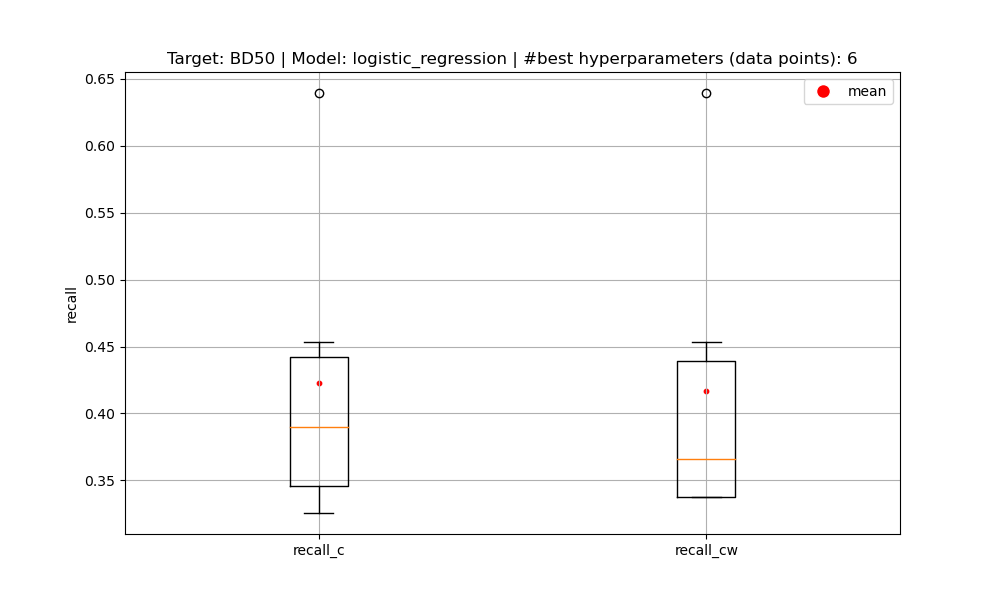 Target: BD50 | Model: logistic_regression | #best hyperparameters (data points): 6
mean
0.65
0.60
0.55
0.50
0.45
0.40
0.35
recall
recall_c
recall_cw